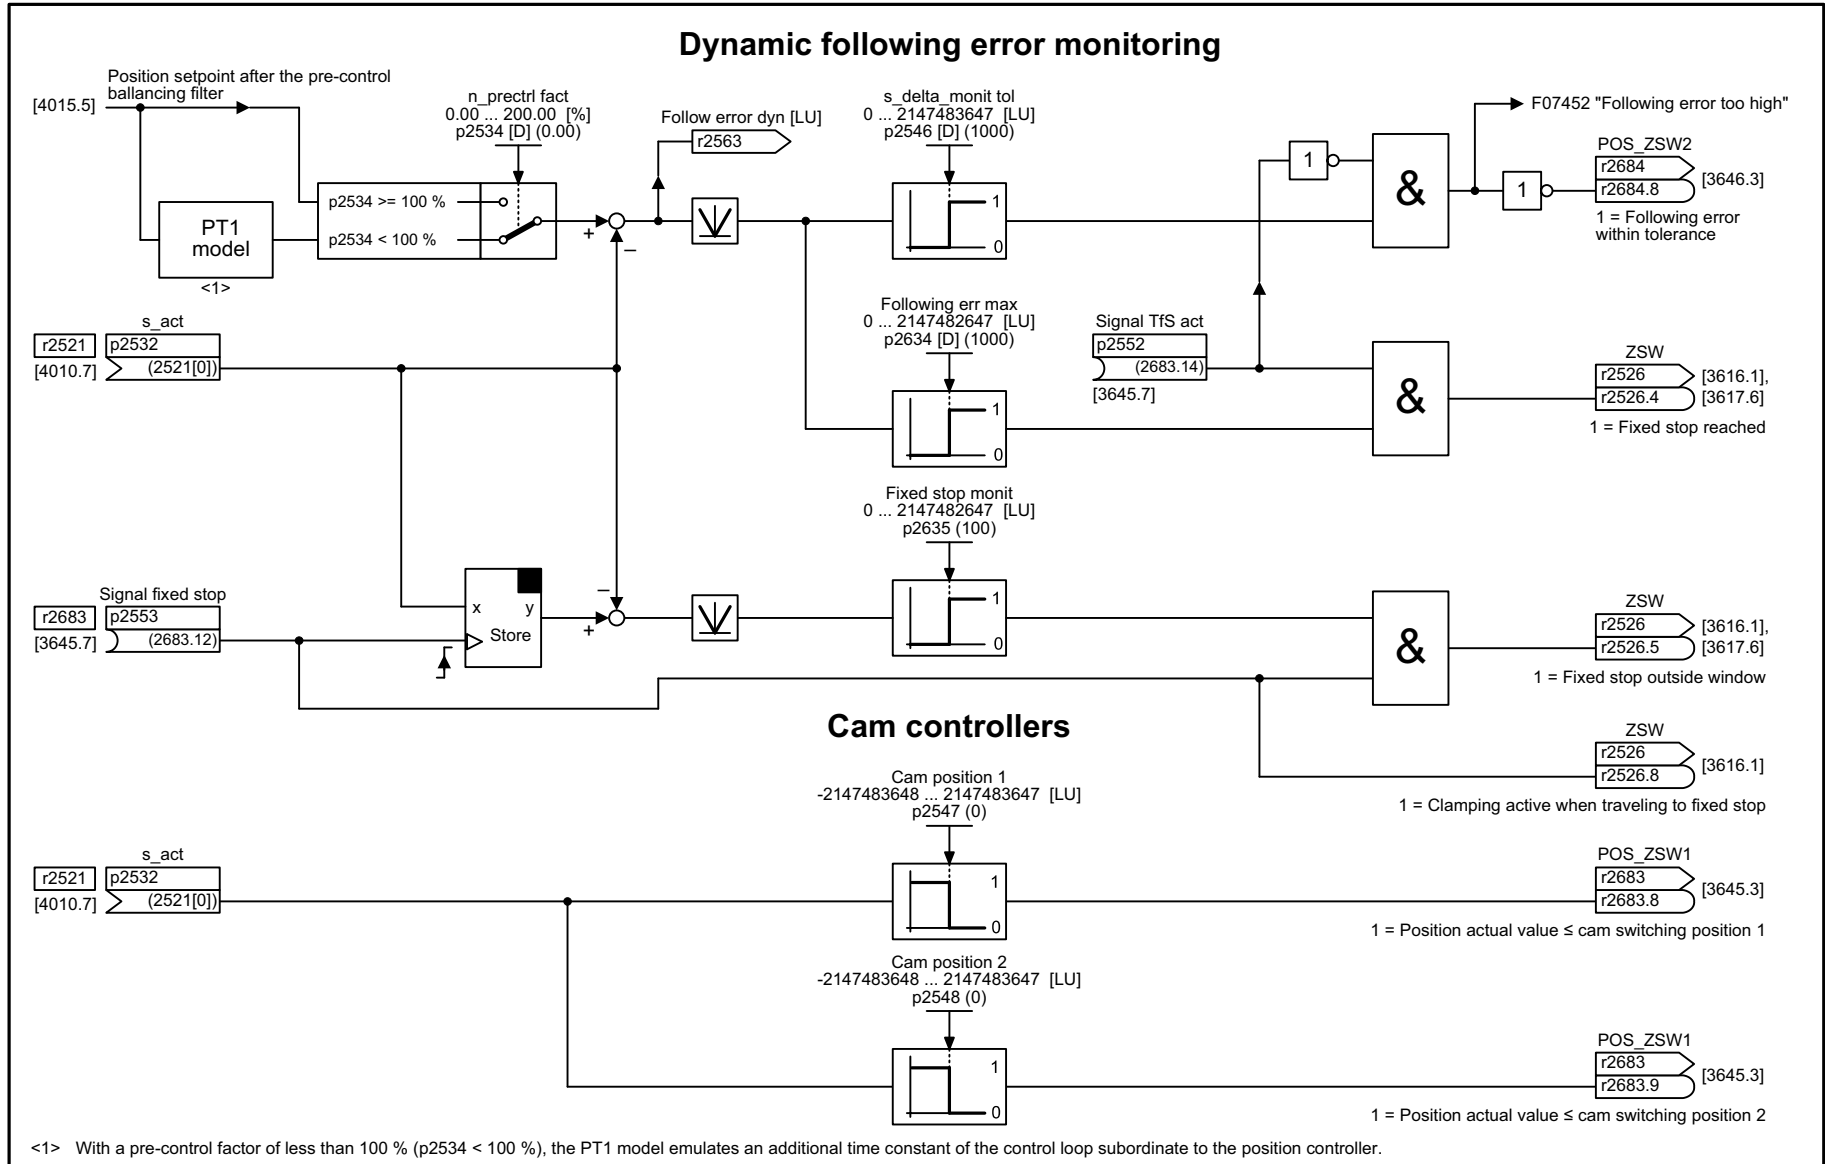 Dynamic following error monitoring
Position setpoint after the pre-control
ballancing filter
[4015.5]
n_prectrl fact
0.00 ... 200.00 [%]
p2534 [D] (0.00)
Follow error dyn [LU]
r2563
s_delta_monit tol
0 ... 2147483647 [LU]
p2546 [D] (1000)
F07452 "Following error too high"
PT1
model
<1>
p2534 >= 100 %
p2534 < 100 %
+
–
1
0
1
&
1
POS_ZSW2
r2684
r2684.8
[3646.3]
1 = Following error
within tolerance
s_act
r2521
[4010.7]
p2532
(2521[0])
Following err max
0 ... 2147482647 [LU]
p2634 [D] (1000)
1
0
Signal TfS act
p2552
(2683.14)
[3645.7]
&
ZSW
r2526
r2526.4
[3616.1],
[3617.6]
1 = Fixed stop reached
Fixed stop monit
0 ... 2147482647 [LU]
p2635 (100)
1
0
Signal fixed stop
r2683
[3645.7]
p2553
(2683.12)
x
y
Store
–
+
&
ZSW
r2526
r2526.5
[3616.1],
[3617.6]
1 = Fixed stop outside window
ZSW
r2526
r2526.8
[3616.1]
1 = Clamping active when traveling to fixed stop
Cam controllers
Cam position 1
-2147483648 ... 2147483647 [LU]
p2547 (0)
1
0
s_act
r2521
[4010.7]
p2532
(2521[0])
POS_ZSW1
r2683
r2683.8
[3645.3]
1 = Position actual value ≤ cam switching position 1
Cam position 2
-2147483648 ... 2147483647 [LU]
p2548 (0)
1
0
POS_ZSW1
r2683
r2683.9
[3645.3]
1 = Position actual value ≤ cam switching position 2
<1> With a pre-control factor of less than 100 % (p2534 < 100 %), the PT1 model emulates an additional time constant of the control loop subordinate to the position controller.